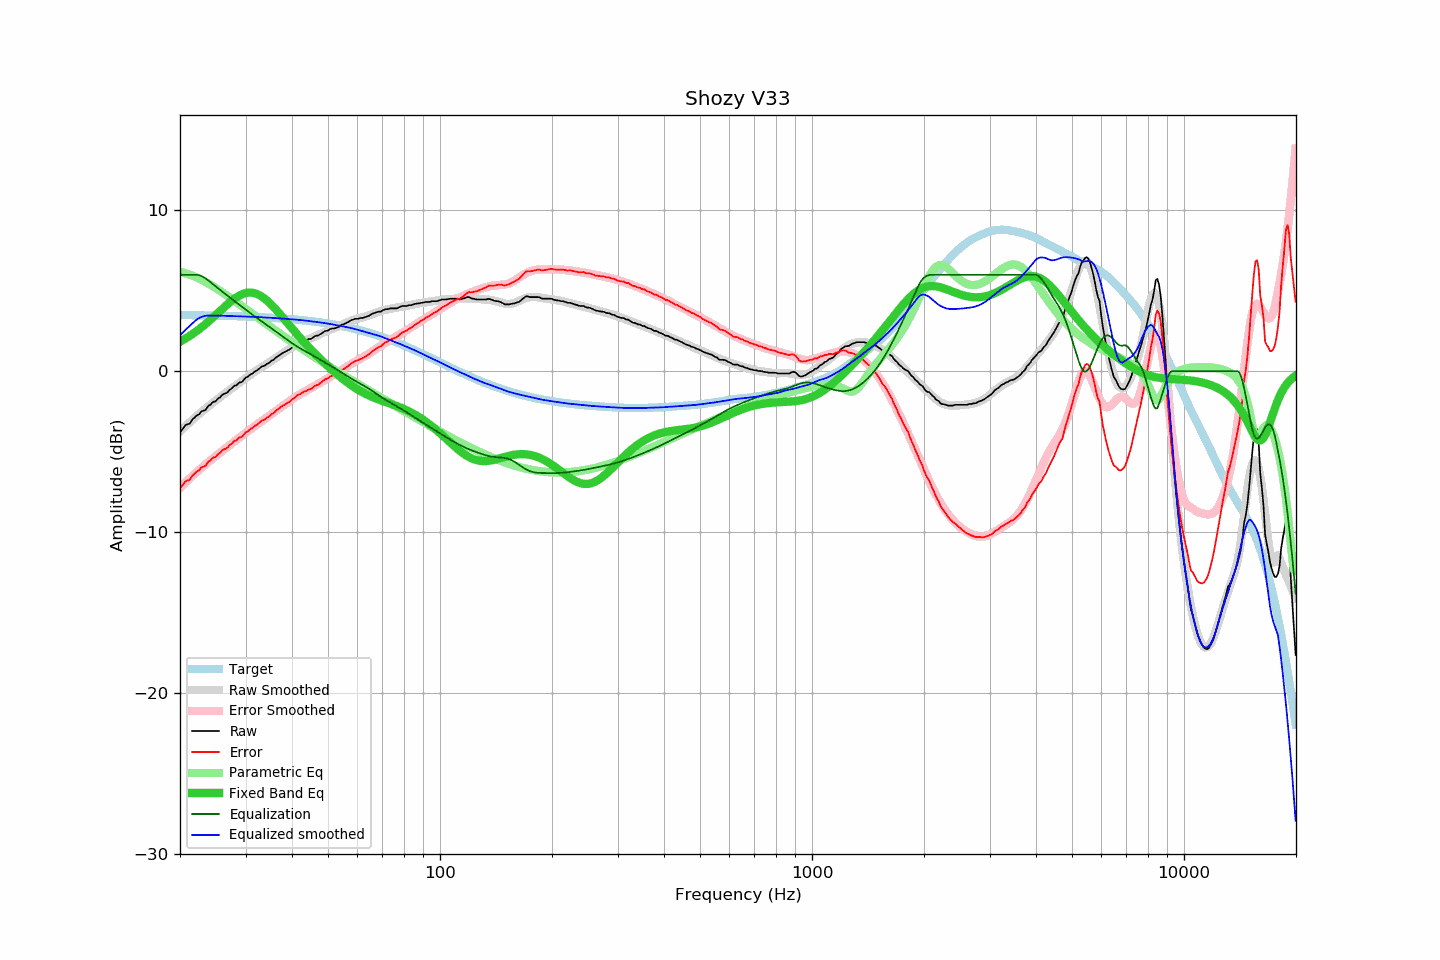 Shozy V33
10
0
−10
−20
−30
Amplitude (dBr)
Target
Raw Smoothed
Error Smoothed
Raw
Error
Parametric Eq
Fixed Band Eq
Equalization
Equalized smoothed
100
1000
10000
Frequency (Hz)